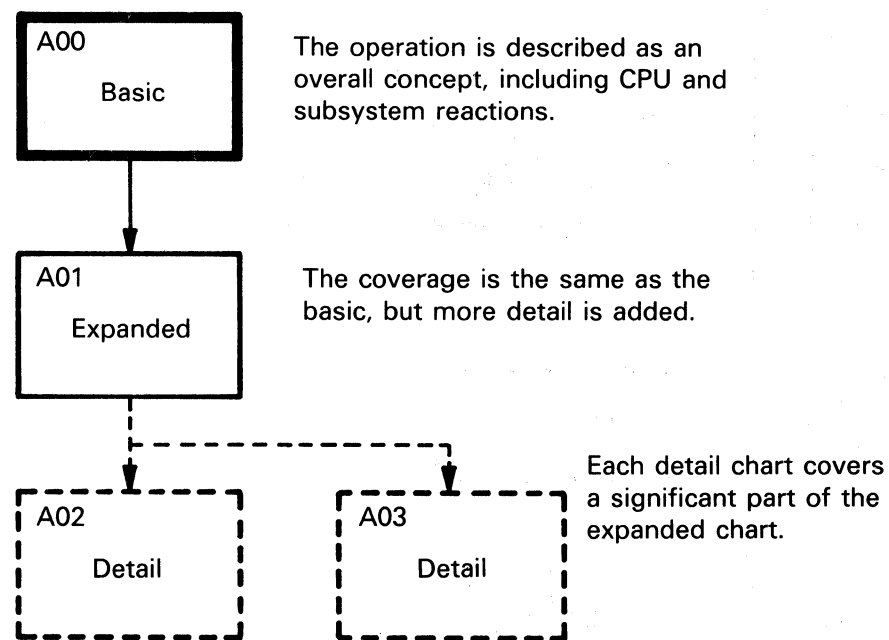 A00
Basic
The operation is described as an
overall concept, including CPU and
subsystem reactions.
A01
Expanded
The coverage is the same as the
basic, but more detail is added.
A02
Detail
A03
Detail
Each detail chart covers
a significant part of the
expanded chart.